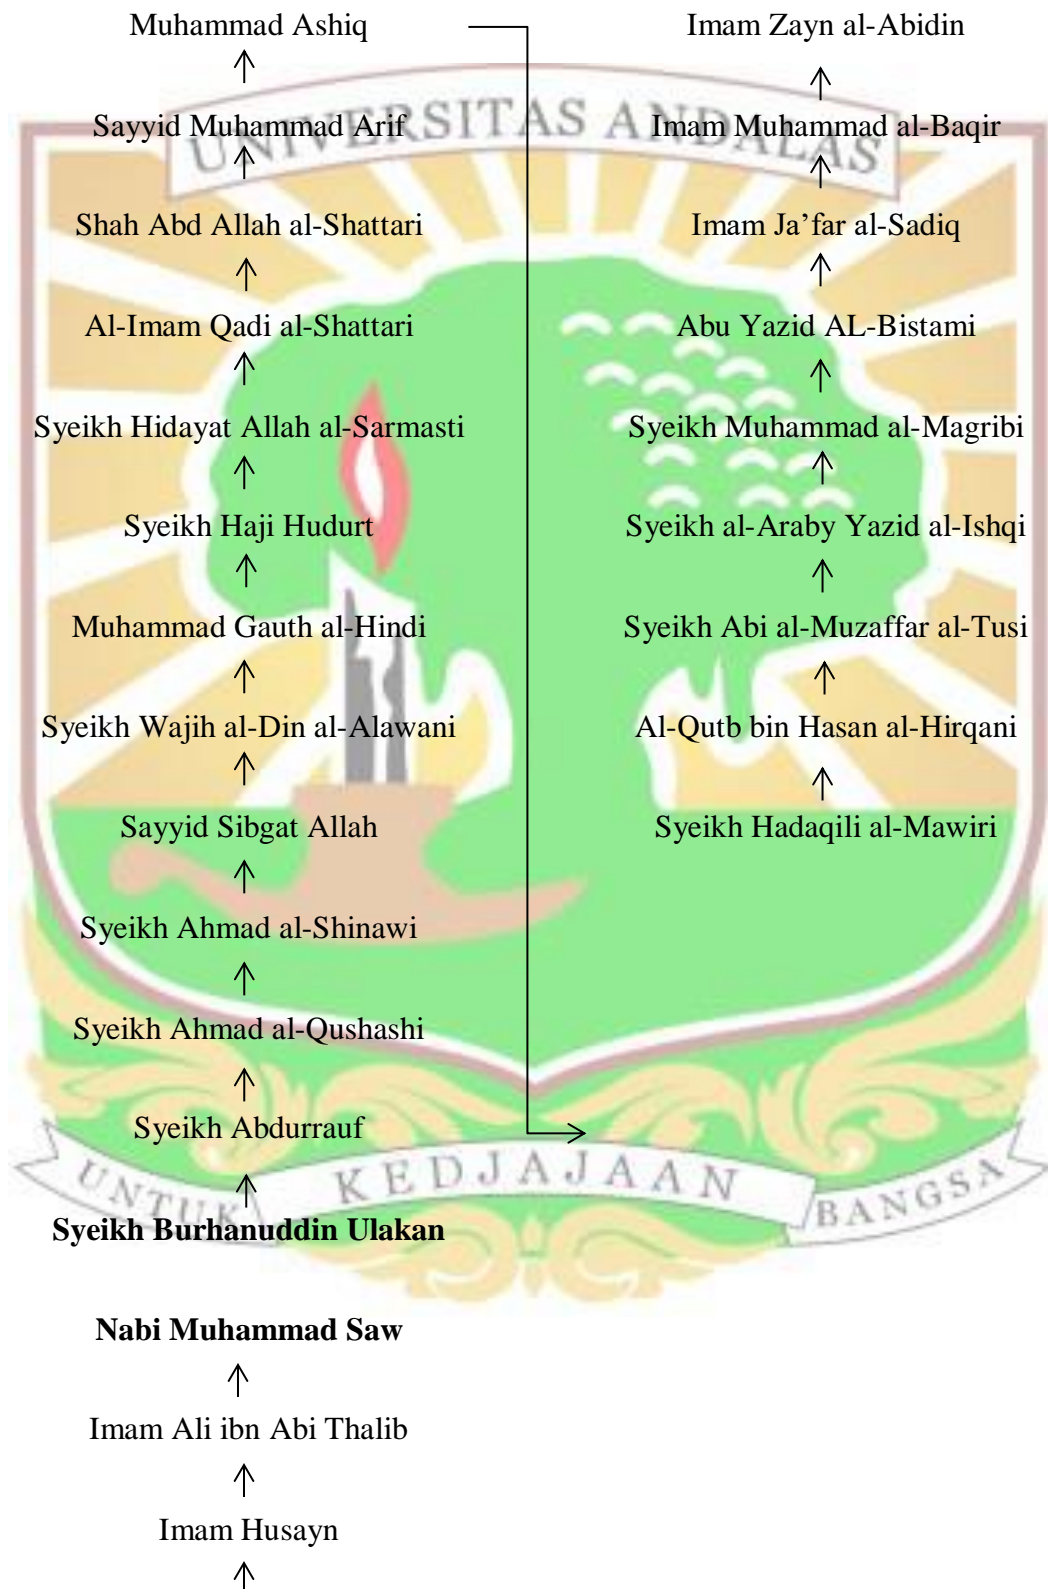 Muhammad Ashiq
Sayyid Muhammad Arif
Shah Abd Allah al-Shattari
Al-Imam Qadi al-Shattari
Syeikh Hidayat Allah al-Sarmasti
Syeikh Haji Hudurt
Muhammad Gauth al-Hindi
Syeikh Wajih al-Din al-Alawani
Sayyid Sibgat Allah
Syeikh Ahmad al-Shinawi
Syeikh Ahmad al-Qushashi
Syeikh Abdurrauf
Syeikh Burhanuddin Ulakan
Imam Zayn al-Abidin
Imam Muhammad al-Baqir
Imam Ja’far al-Sadiq
Abu Yazid AL-Bistami
Syeikh Muhammad al-Magribi
Syeikh al-Araby Yazid al-Ishqi
Syeikh Abi al-Muzaffar al-Tusi
Al-Qutb bin Hasan al-Hirqani
Syeikh Hadaqili al-Mawiri
Nabi Muhammad Saw
Imam Ali ibn Abi Thalib
Imam Husayn
UNIVERSITAS ANDALAS
UNTUK KEDJAJAAN BANGSA